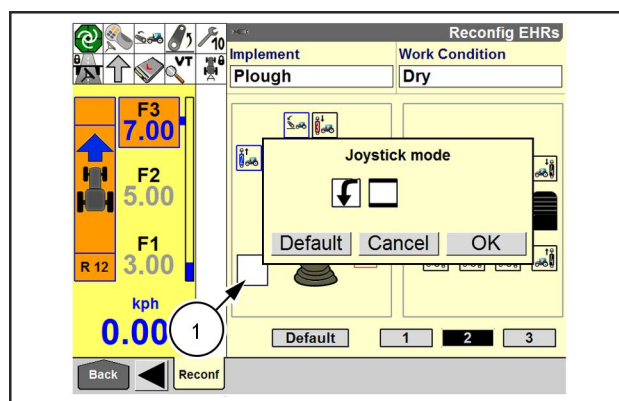 10
Reconfig EHRs
VT
Implement
Work Condition
Plough
Dry
F3
7.00
Joystick mode
F2
5.00
Default
Cancel
OK
F1
R 12
3.00
kph
0.00
1
Default
1
2
3
Back
Reconf